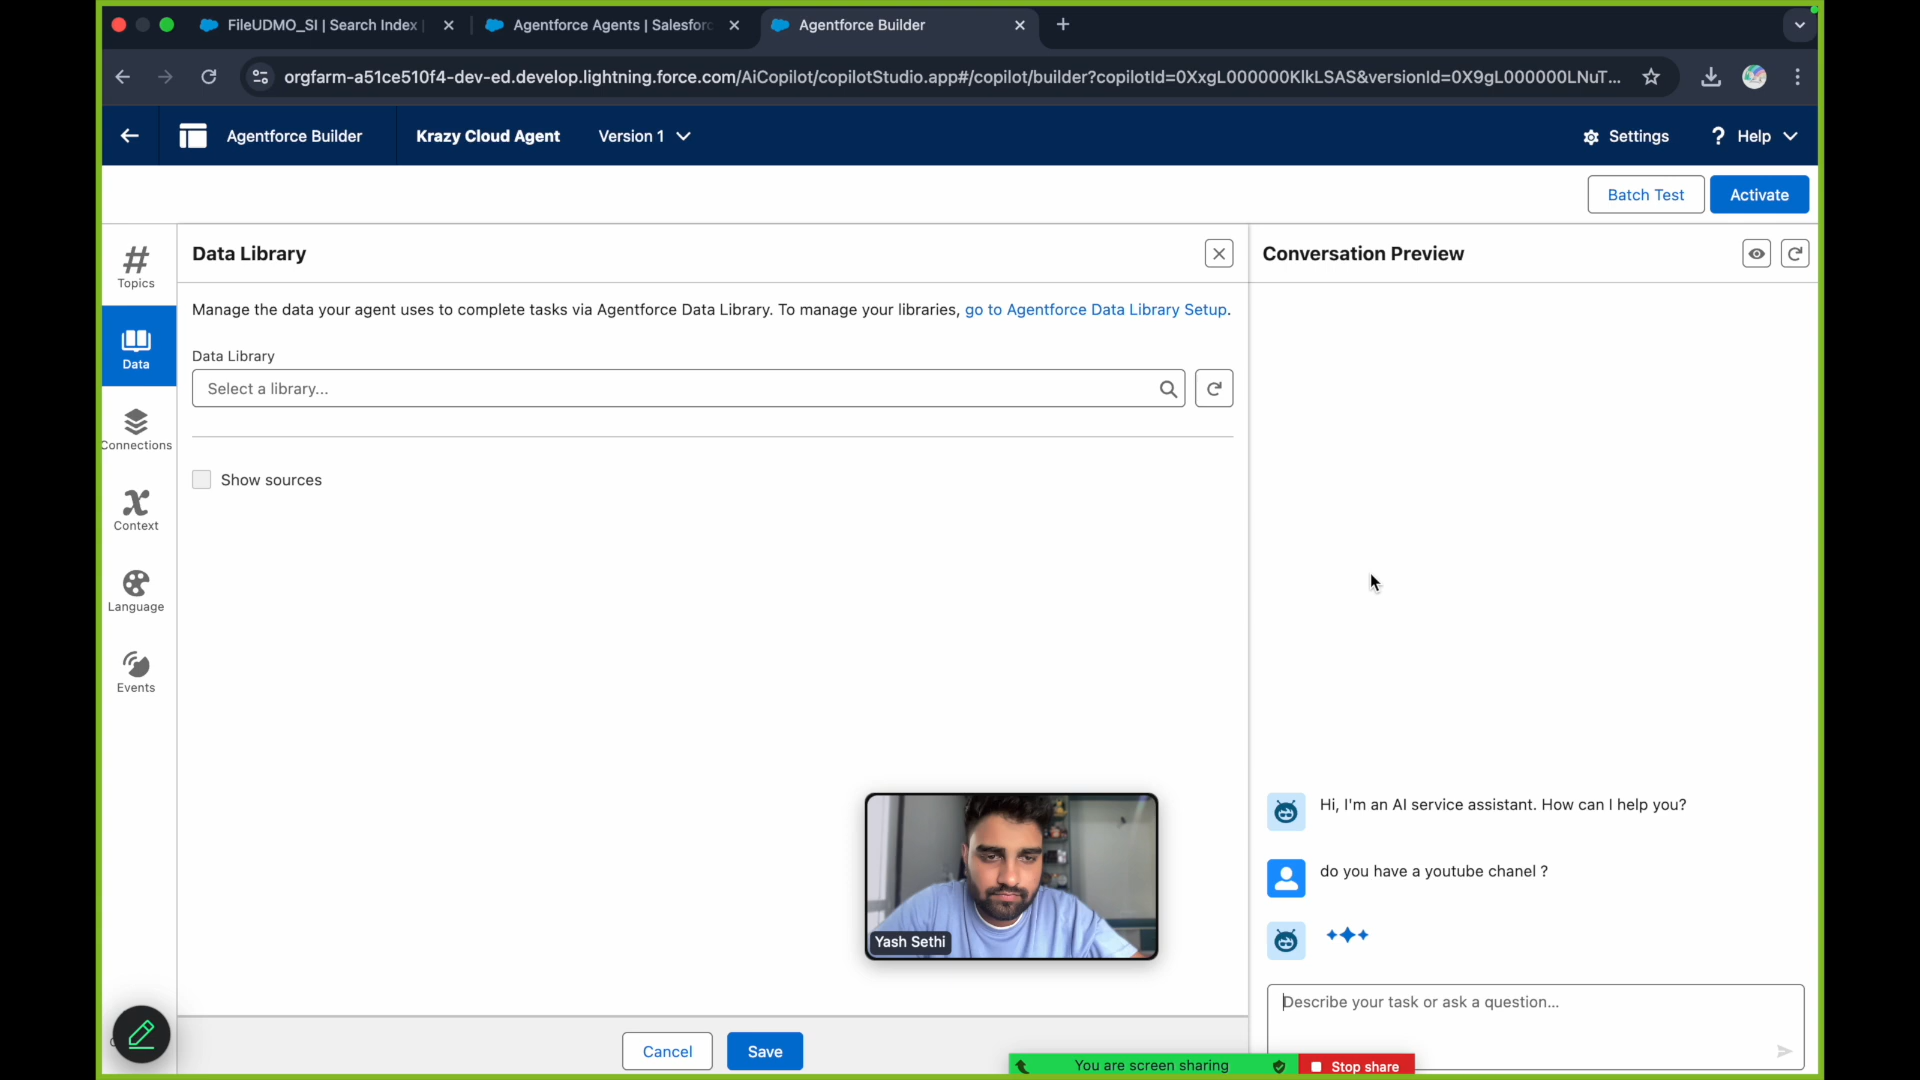 FileUDMO_SI | Search Index
Agentforce Agents | Salesforc
Agentforce Builder
orgfarm-a51ce510f4-dev-ed.develop.lightning.force.com/AiCopilot/copilotStudio.app#/copilot/builder?copilotId=0XxgL000000KlkLSAS&versionId=0X9gL000000LNuT...
Agentforce Builder
Krazy Cloud Agent
Version 1
Settings
? Help
Batch Test
Activate
Topics
Data
Connections
Context
Language
Events
Data Library
Manage the data your agent uses to complete tasks via Agentforce Data Library. To manage your libraries, go to Agentforce Data Library Setup.
Data Library
Select a library...
Show sources
Cancel
Save
Conversation Preview
Hi, I'm an AI service assistant. How can I help you?
do you have a youtube chanel ?
Describe your task or ask a question...
Yash Sethi
You are screen sharing
Stop share